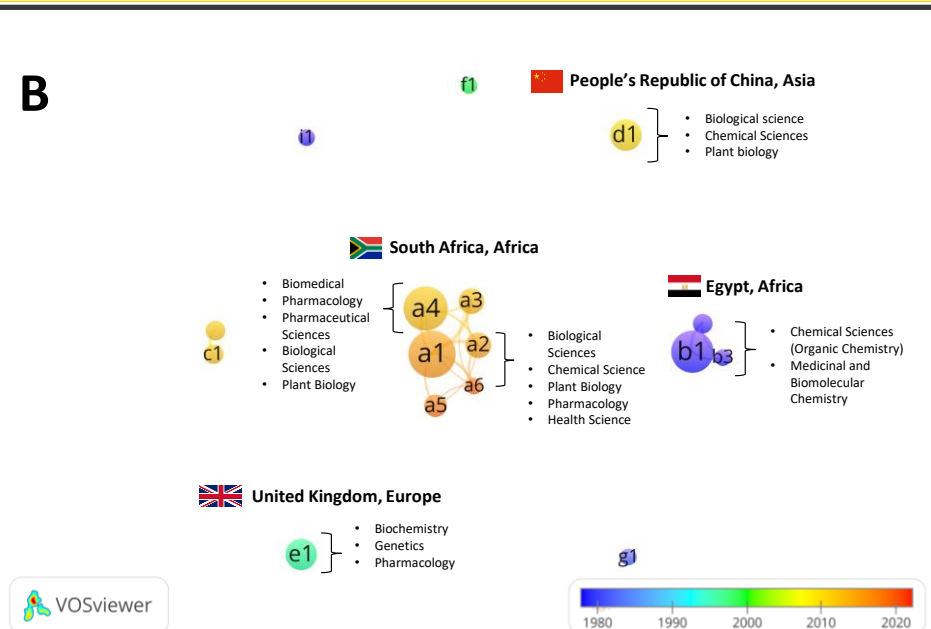 B
f1
i1
People's Republic of China, Asia
d1
• Biological science
• Chemical Sciences
• Plant biology
South Africa, Africa
• Biomedical
• Pharmacology
• Pharmaceutical
Sciences
• Biological
Sciences
• Plant Biology
a4
a3
a1
a2
a6
a5
• Biological
Sciences
• Chemical Science
• Plant Biology
• Pharmacology
• Health Science
Egypt, Africa
b1
b3
• Chemical Sciences
(Organic Chemistry)
• Medicinal and
Biomolecular
Chemistry
c1
United Kingdom, Europe
e1
• Biochemistry
• Genetics
• Pharmacology
g1
VOSviewer
1980 1990 2000 2010 2020